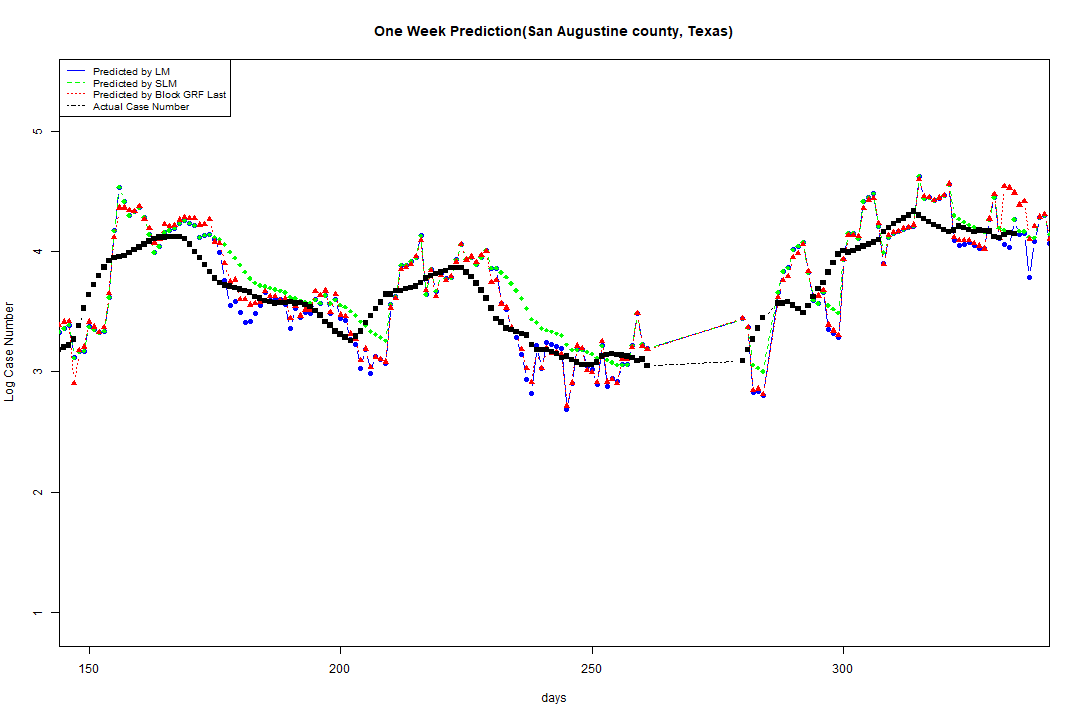 One Week Prediction(San Augustine county, Texas)
Predicted by LM
Predicted by SLM
Predicted by Block GRF Last
Actual Case Number
5
4
3
2
1
Log Case Number
150 200 250 300
days